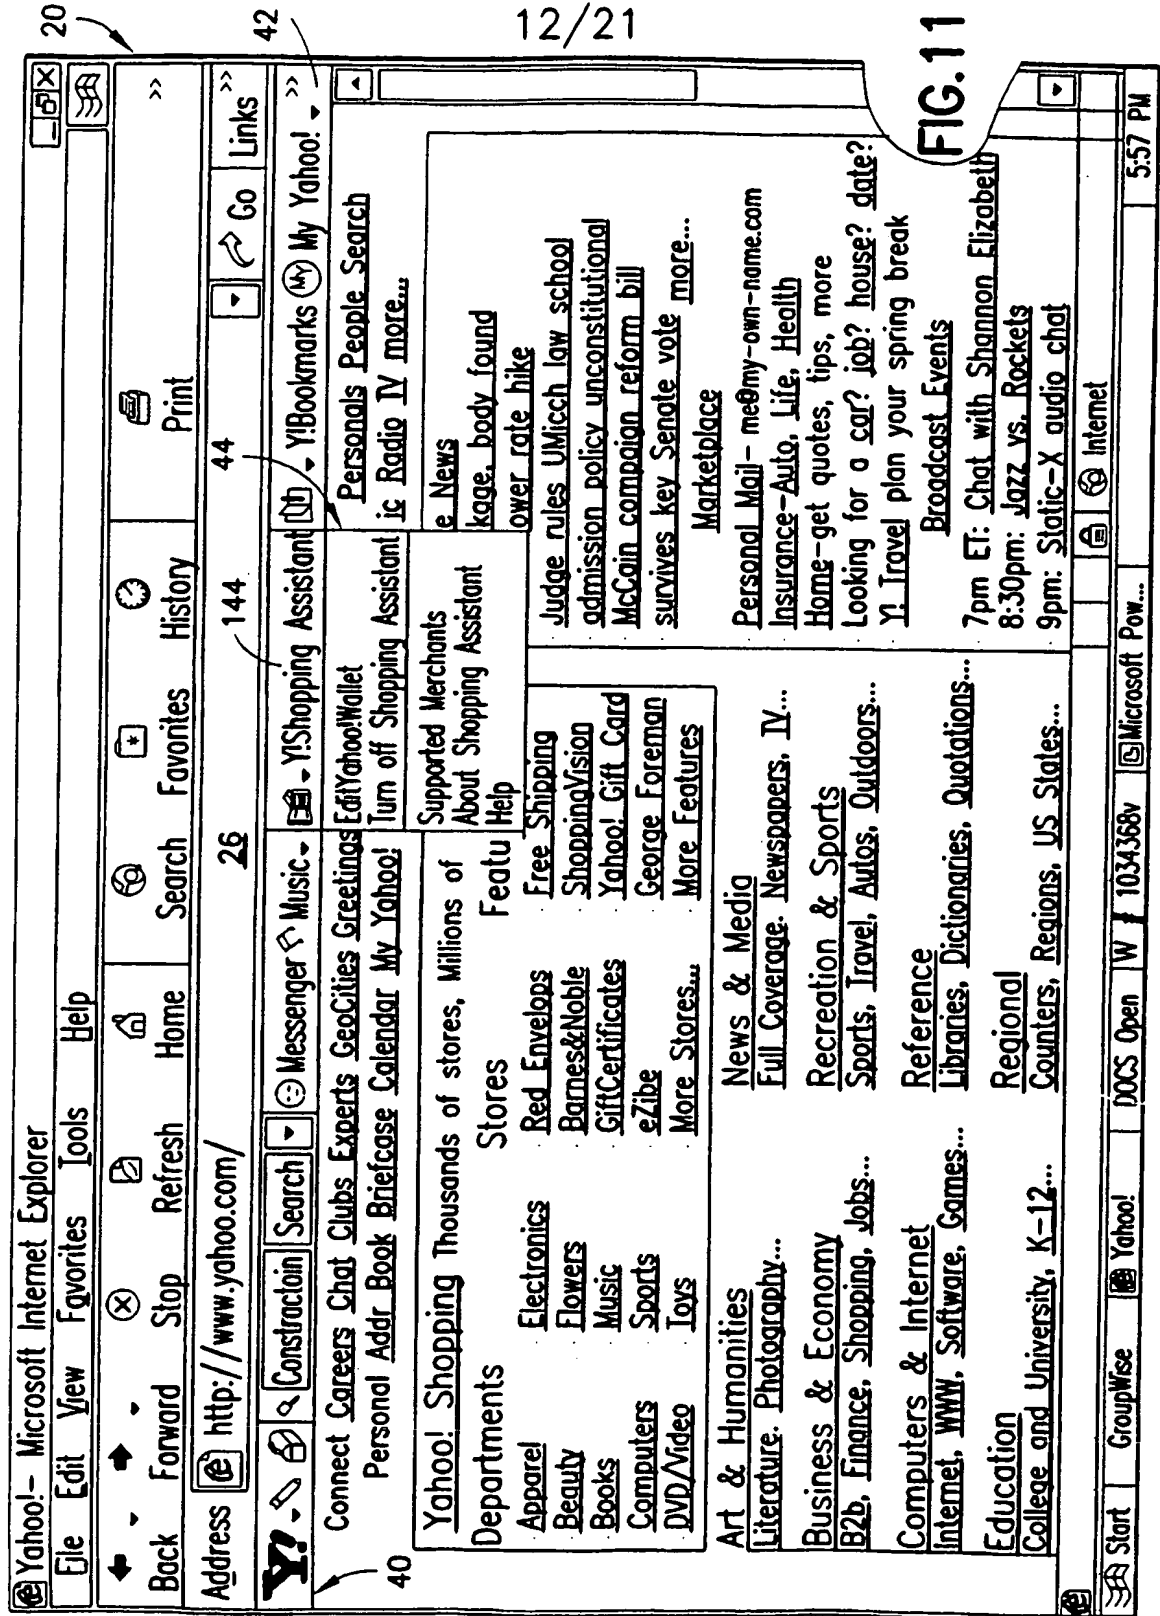 12/21
20
Yahoo!- Microsoft Internet Explorer
File Edit View Favorites Tools Help
Back Forward Stop Refresh Home Search Favorites History Print >>
Address http://www.yahoo.com/ Go Links >>
26
144
44
42
Y! Constractain Search Messenger Music Y!Shopping Assistant Y!Bookmarks MY My Yahoo! >>
40
Connect Careers Chat Clubs Experts GeoCities Greetings
Personals People Search
Personal Addr Book Briefcase Calendar My Yahoo!
ic Radio TV more...
EditYahoo!Wallet
Turn off Shopping Assistant
Supported Merchants
About Shopping Assistant
Help
Yahoo! Shopping Thousands of stores, Millions of
Departments Stores Featu
Apparel Electronics Red Envelops Free Shipping
Beauty Flowers Barnes&Noble ShoppingVision
Books Music GiftCertificates Yahoo! Gift Card
Computers Sports eZibe George Foreman
DVD/Video Toys More Stores... More Features
e News
kage, body found
ower rate hike
Judge rules UMicch law school
admission policy unconstitutional
McCain compaign reform bill
survives key Senate vote more...
Marketplace
Personal Mail- me@my-own-name.com
Insurance-Auto, Life, Health
Home-get quotes, tips, more
Looking for a car? job? house? date?
Y! Travel plan your spring break
Broadcast Events
7pm ET: Chat with Shannon Elizabeth
8:30pm: Jazz vs. Rockets
9pm: Static-X audio chat
Art & Humanities
Literature. Photography...
News & Media
Full Coverage. Newspapers, TV...
Business & Economy
B2b, Finance, Shopping, Jobs...
Recreation & Sports
Sports, Travel, Autos, Outdoors...
Computers & Internet
Internet, WWW, Software, Games...
Reference
Libraries, Dictionaries, Quotations...
Education
College and University, K-12...
Regional
Counters, Regions, US States...
Internet
Start GroupWise Yahoo! DOCS Open W 1034368v Microsoft Pow... 5:57 PM
FIG.11